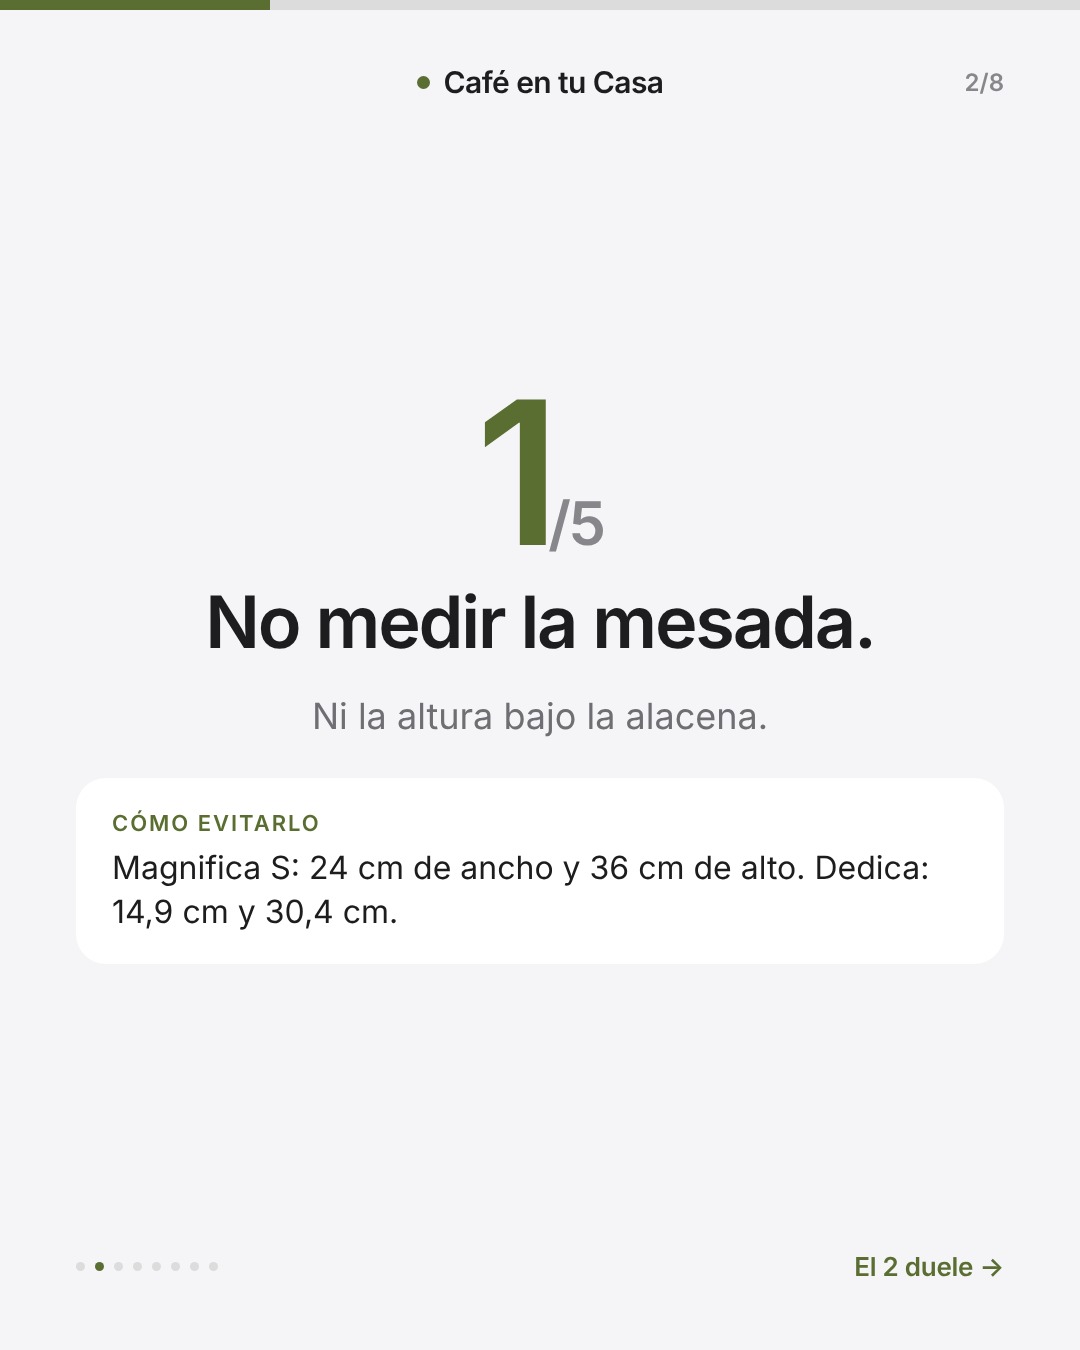 Café en tu Casa
2/8
1/5
No medir la mesada.
Ni la altura bajo la alacena.
CÓMO EVITARLO
Magnifica S: 24 cm de ancho y 36 cm de alto. Dedica:
14,9 cm y 30,4 cm.
El 2 duele →